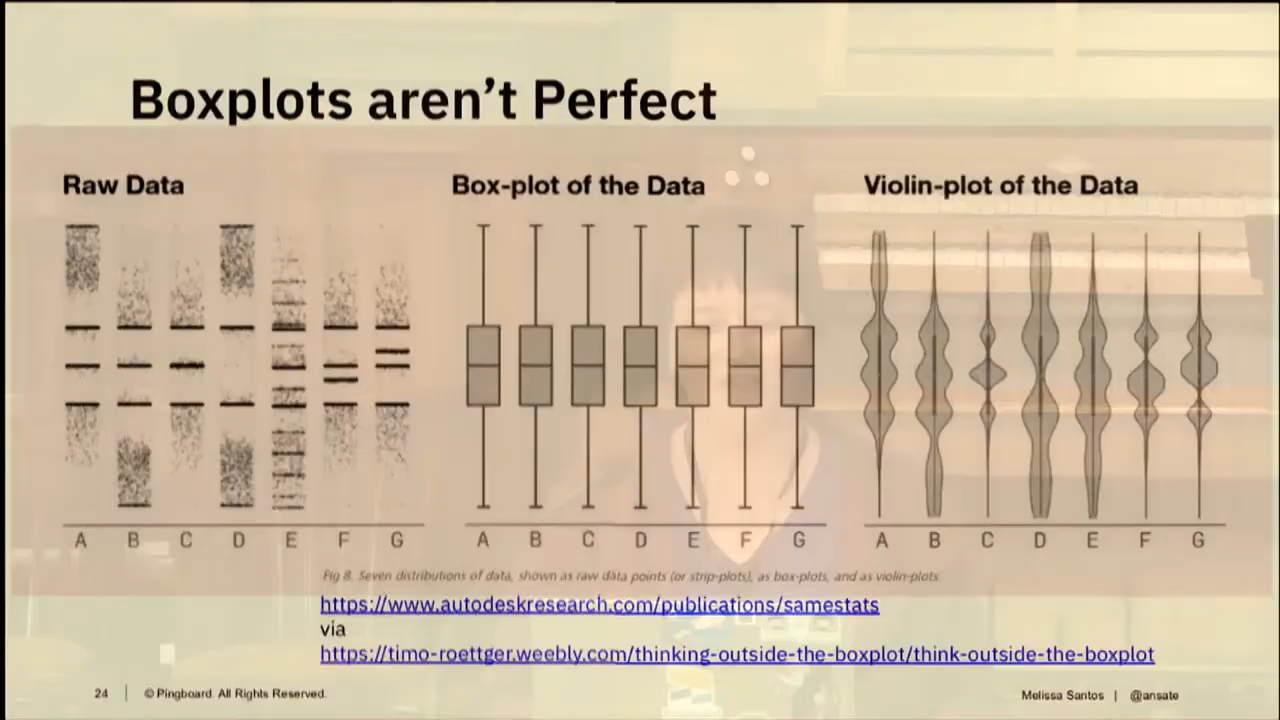 Boxplots aren't Perfect
Raw Data
Box-plot of the Data
Violin-plot of the Data
A B C D E F G
A B C D E F G
A B C D E F G
Fig 8. Seven distributions of data, shown as raw data points (or strip-plots), as box-plots, and as violin-plots.
https://www.autodeskresearch.com/publications/samestats
via
https://timo-roettger.weebly.com/thinking-outside-the-boxplot/think-outside-the-boxplot
24 | © Pingboard. All Rights Reserved.
Melissa Santos | @ansate